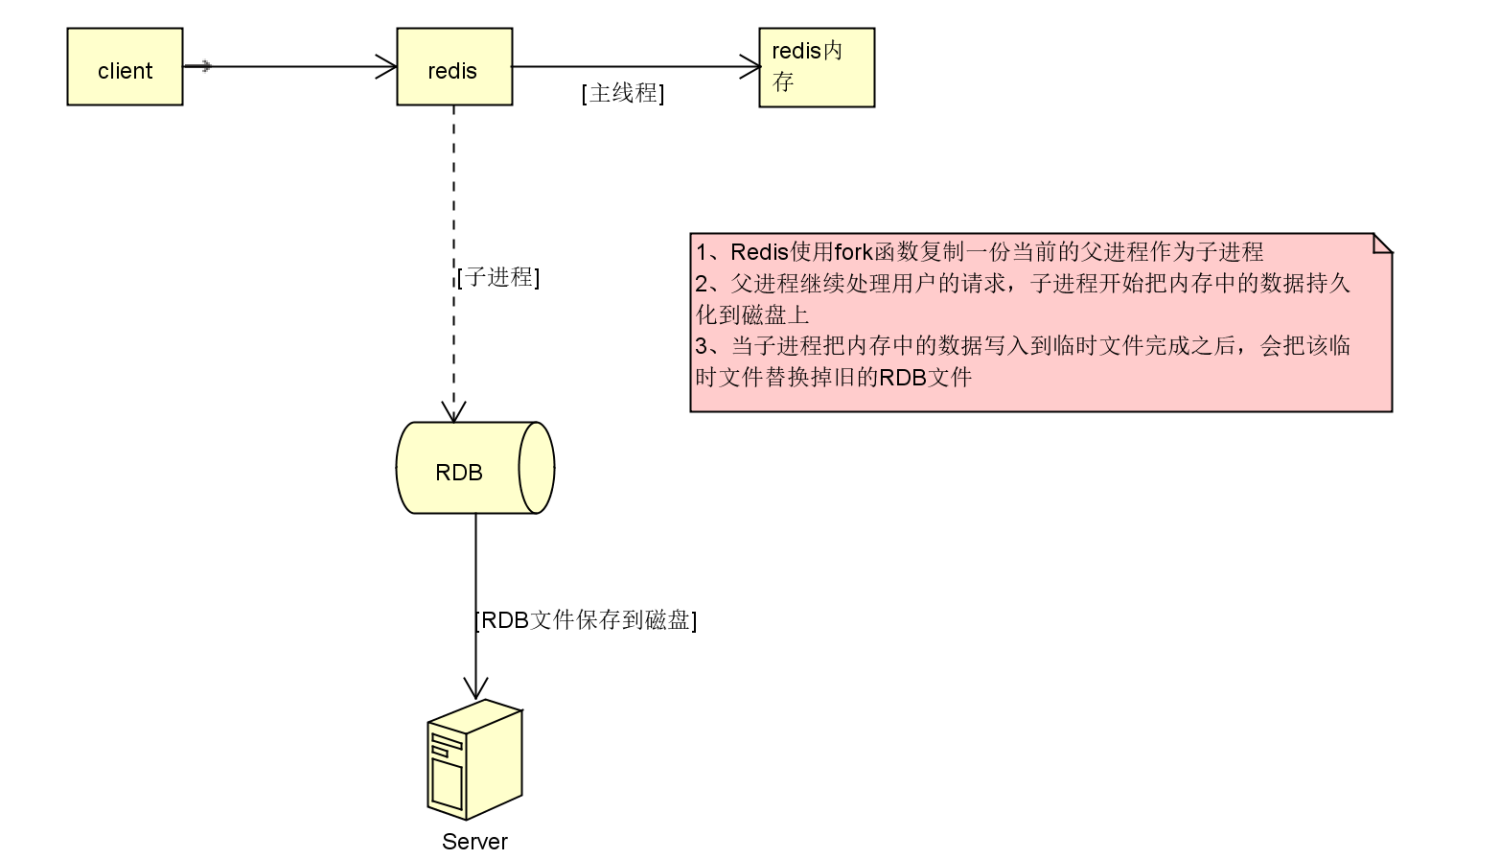 client
redis
redis内
存
[主线程]
[子进程]
1、Redis使用fork函数复制一份当前的父进程作为子进程
2、父进程继续处理用户的请求，子进程开始把内存中的数据持久
化到磁盘上
3、当子进程把内存中的数据写入到临时文件完成之后，会把该临
时文件替换掉旧的RDB文件
RDB
[RDB文件保存到磁盘]
Server